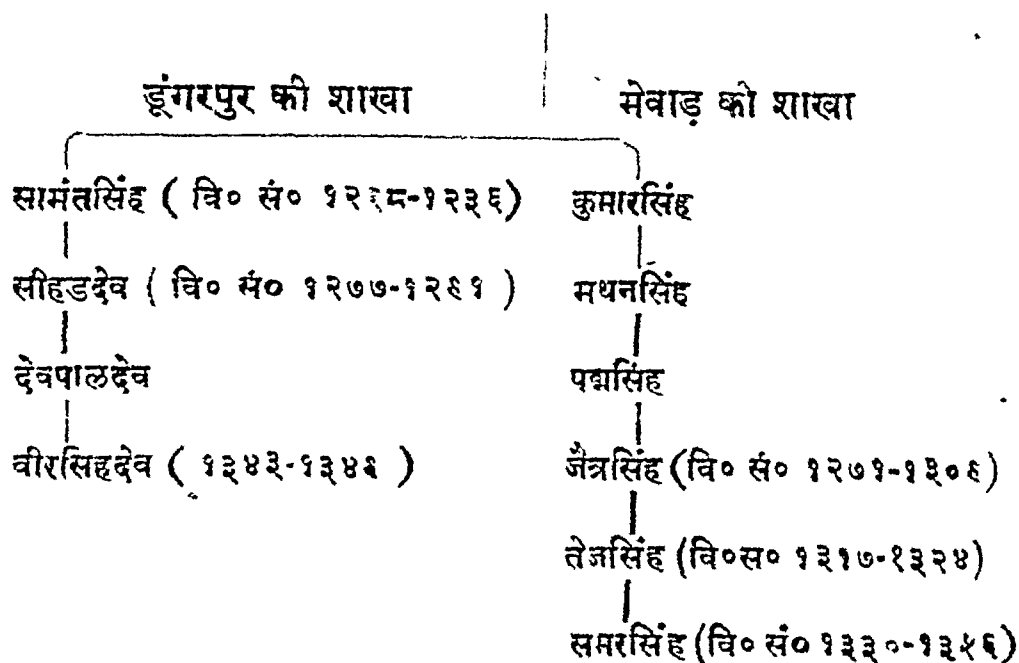 डूंगरपुर की शाखा मेवाड़ की शाखा
सामंतसिंह ( वि० सं० १२२८-१२३६) कुमारसिंह
सीहडदेव ( वि० सं० १२७७-१२९१ ) मथनसिंह
देवपालदेव पद्मसिंह
वीरसिहदेव ( १३४३-१३४९ ) जैत्रसिंह (वि० सं० १२७१-१३०९)
तेजसिंह (वि०स० १३१७-१३२४)
समरसिंह (वि० सं० १३३०-१३५६)